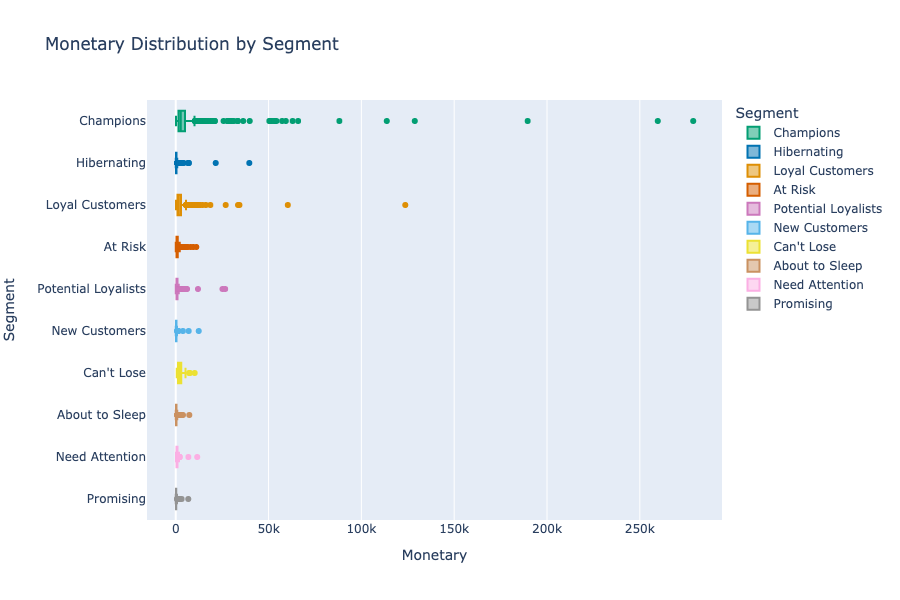 Monetary Distribution by Segment
Segment
Champions
Hibernating
Loyal Customers
At Risk
Potential Loyalists
New Customers
Can't Lose
About to Sleep
Need Attention
Promising
0
50k
100k
150k
200k
250k
Monetary
Segment
Champions
Hibernating
Loyal Customers
At Risk
Potential Loyalists
New Customers
Can't Lose
About to Sleep
Need Attention
Promising